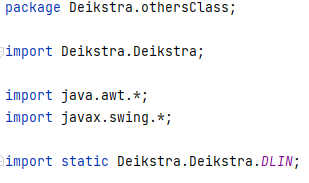 package Deikstra.othersClass;
import Deikstra.Deikstra;
import java.awt.*;
import javax.swing.*;
import static Deikstra.Deikstra.DLIN;